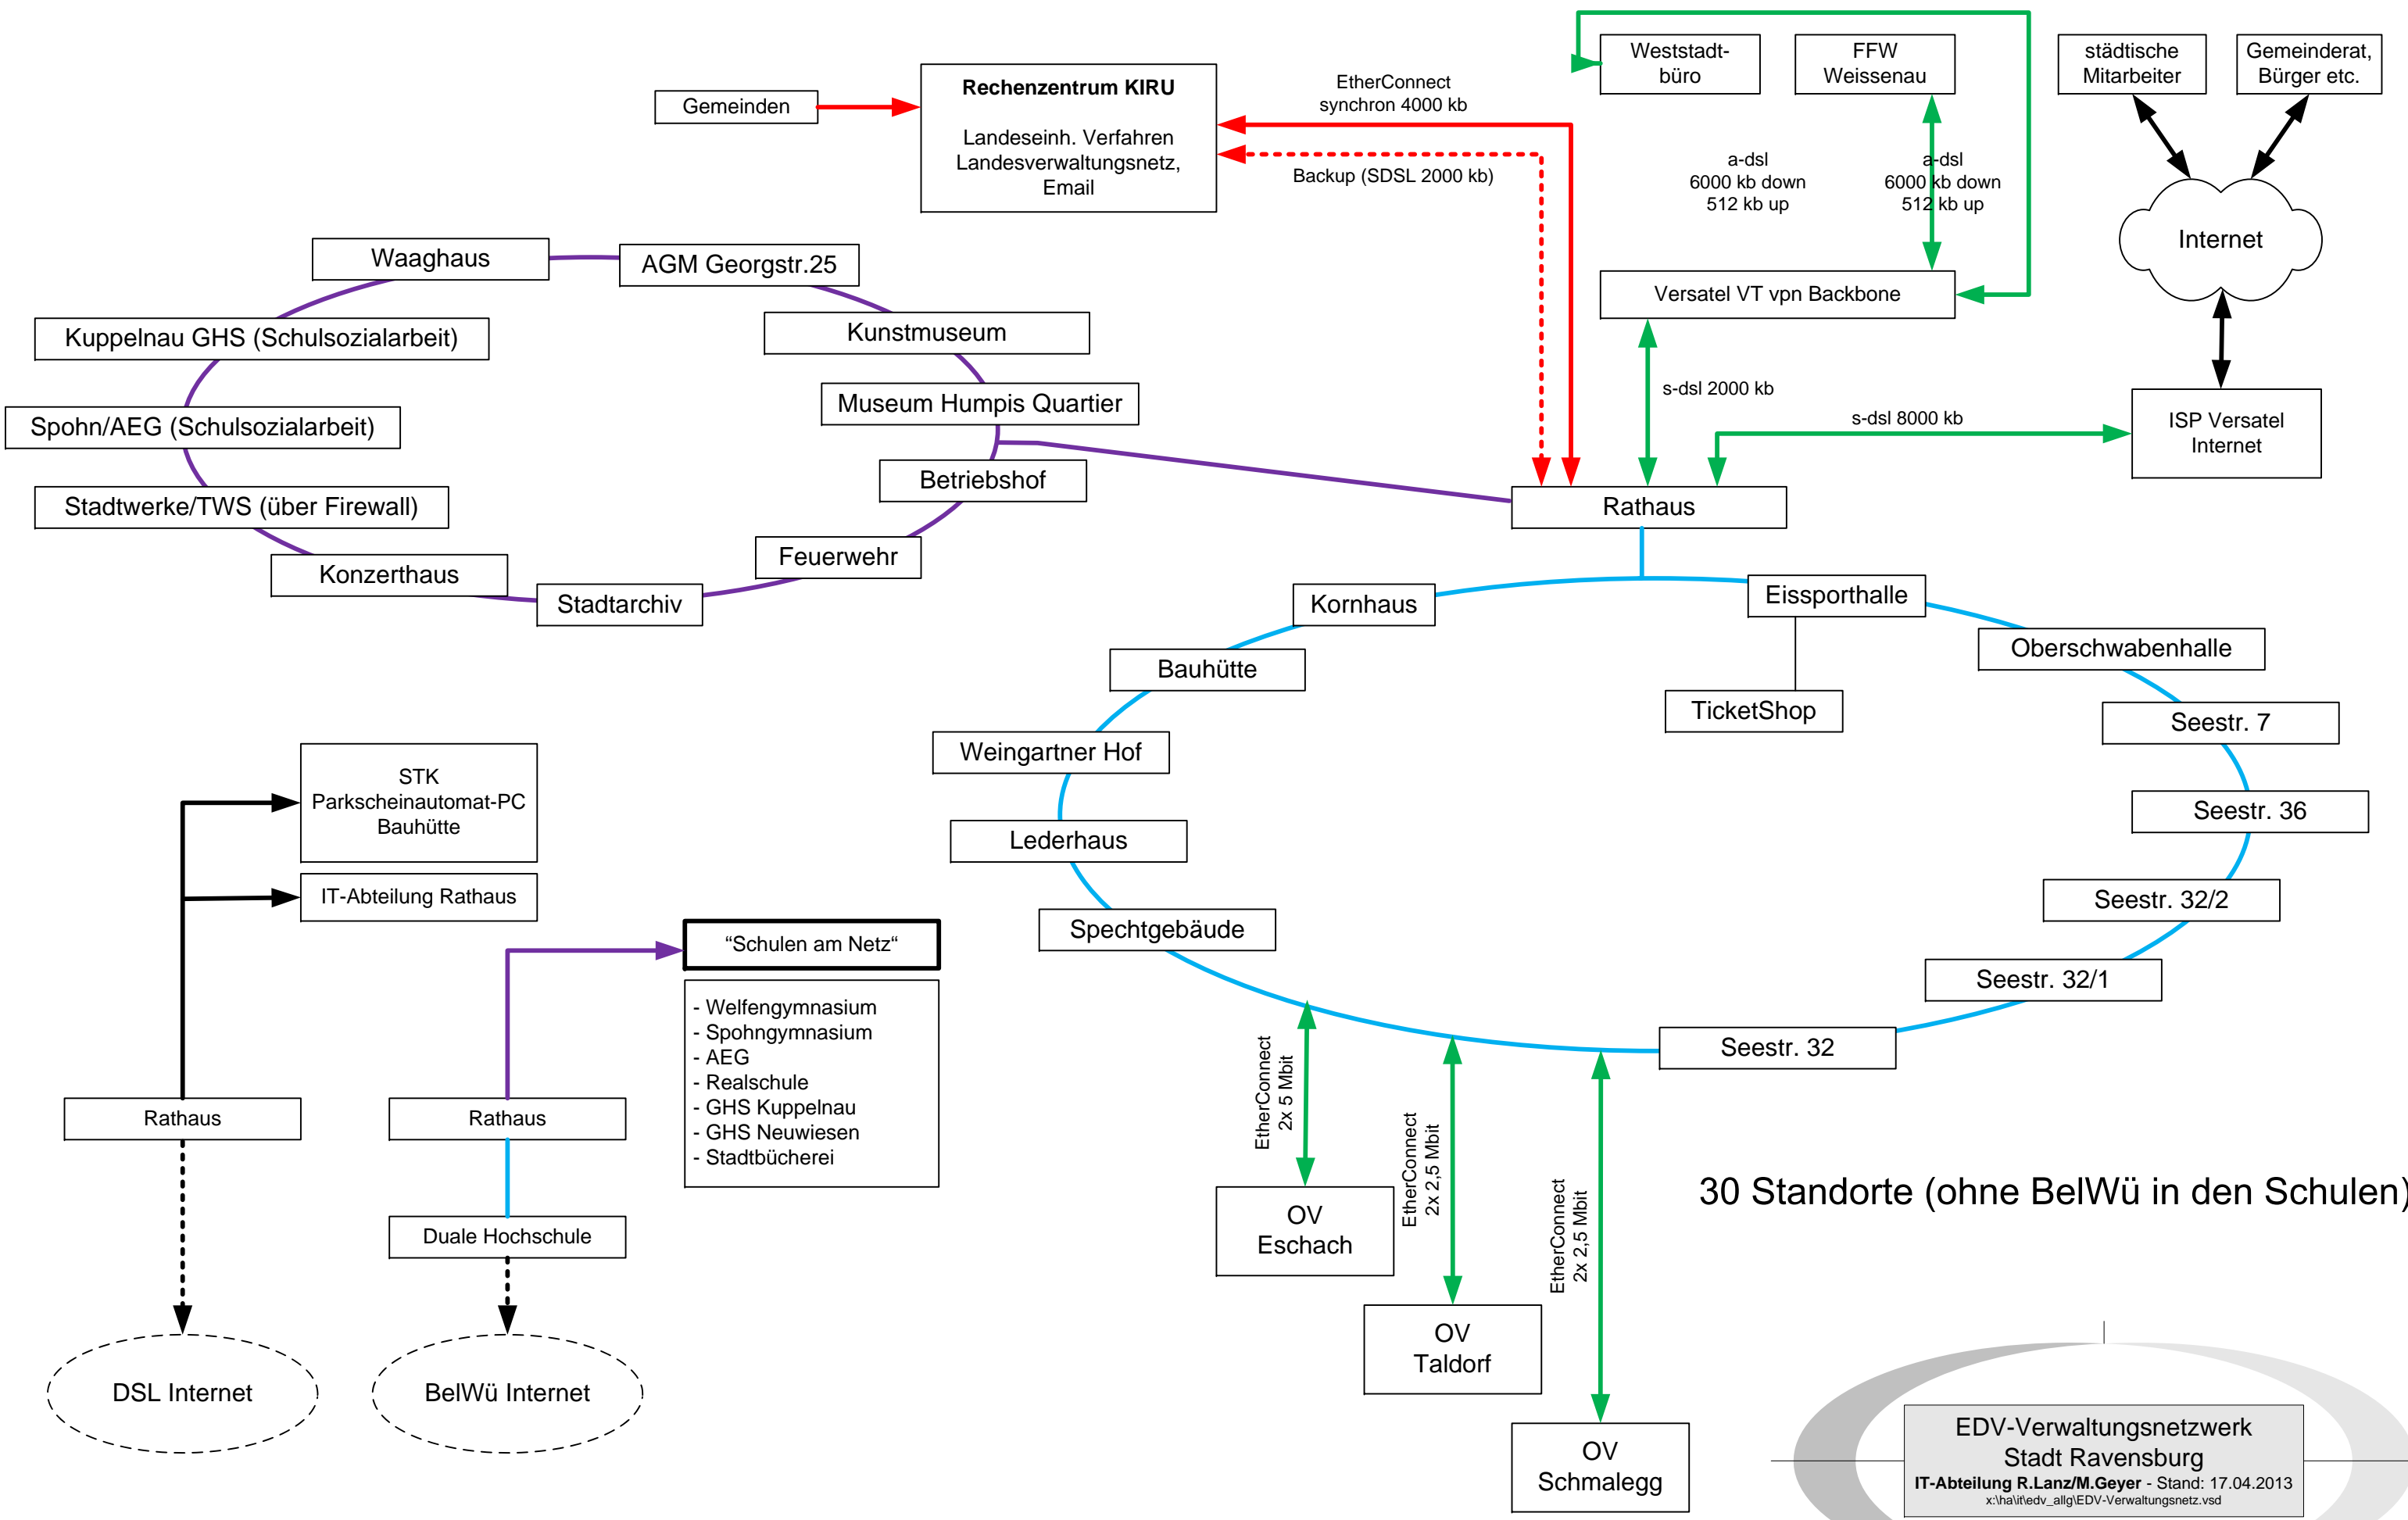 Weststadt-
büro
FFW
Weissenau
städtische
Mitarbeiter
Gemeinderat,
Bürger etc.
Gemeinden
Rechenzentrum KIRU
Landeseinh. Verfahren
Landesverwaltungsnetz,
Email
EtherConnect
synchron 4000 kb
Backup (SDSL 2000 kb)
a-dsl
6000 kb down
512 kb up
a-dsl
6000 kb down
512 kb up
Internet
Waaghaus
AGM Georgstr.25
Versatel VT vpn Backbone
Kuppelnau GHS (Schulsozialarbeit)
Kunstmuseum
s-dsl 2000 kb
Museum Humpis Quartier
s-dsl 8000 kb
ISP Versatel
Internet
Spohn/AEG (Schulsozialarbeit)
Betriebshof
Stadtwerke/TWS (über Firewall)
Rathaus
Feuerwehr
Konzerthaus
Stadtarchiv
Kornhaus
Eissporthalle
Oberschwabenhalle
Bauhütte
TicketShop
Seestr. 7
Weingartner Hof
Seestr. 36
Lederhaus
Seestr. 32/2
Spechtgebäude
Seestr. 32/1
Seestr. 32
STK
Parkscheinautomat-PC
Bauhütte
IT-Abteilung Rathaus
“Schulen am Netz“
- Welfengymnasium
- Spohngymnasium
- AEG
- Realschule
- GHS Kuppelnau
- GHS Neuwiesen
- Stadtbücherei
Rathaus
Rathaus
Duale Hochschule
DSL Internet
BelWü Internet
EtherConnect
2x 5 Mbit
EtherConnect
2x 2,5 Mbit
EtherConnect
2x 2,5 Mbit
OV
Eschach
OV
Taldorf
OV
Schmalegg
30 Standorte (ohne BelWü in den Schulen)
EDV-Verwaltungsnetzwerk
Stadt Ravensburg
IT-Abteilung R.Lanz/M.Geyer - Stand: 17.04.2013
x:\ha\it\edv_allg\EDV-Verwaltungsnetz.vsd